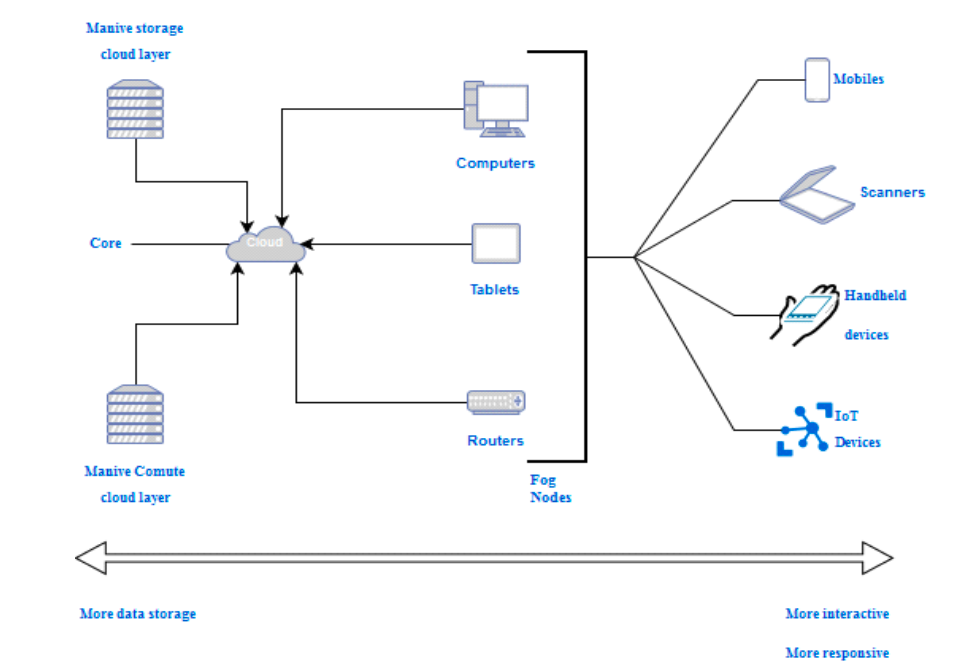 Manive storage
cloud layer
Mobiles
Computers
Scanners
Core
Cloud
Tablets
Handheld
devices
IoT
Devices
Routers
Manive Comute
cloud layer
Fog
Nodes
More data storage
More interactive
More responsive